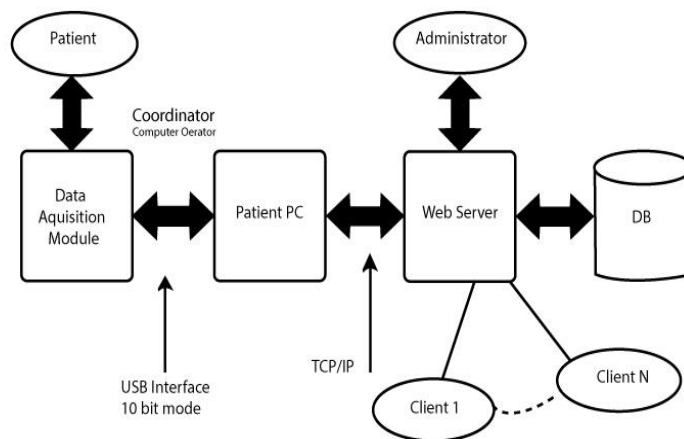 Patient
Administrator
Coordinator
Computer Oerator
Data
Aquisition
Module
Patient PC
Web Server
DB
USB Interface
10 bit mode
TCP/IP
Client 1
Client N